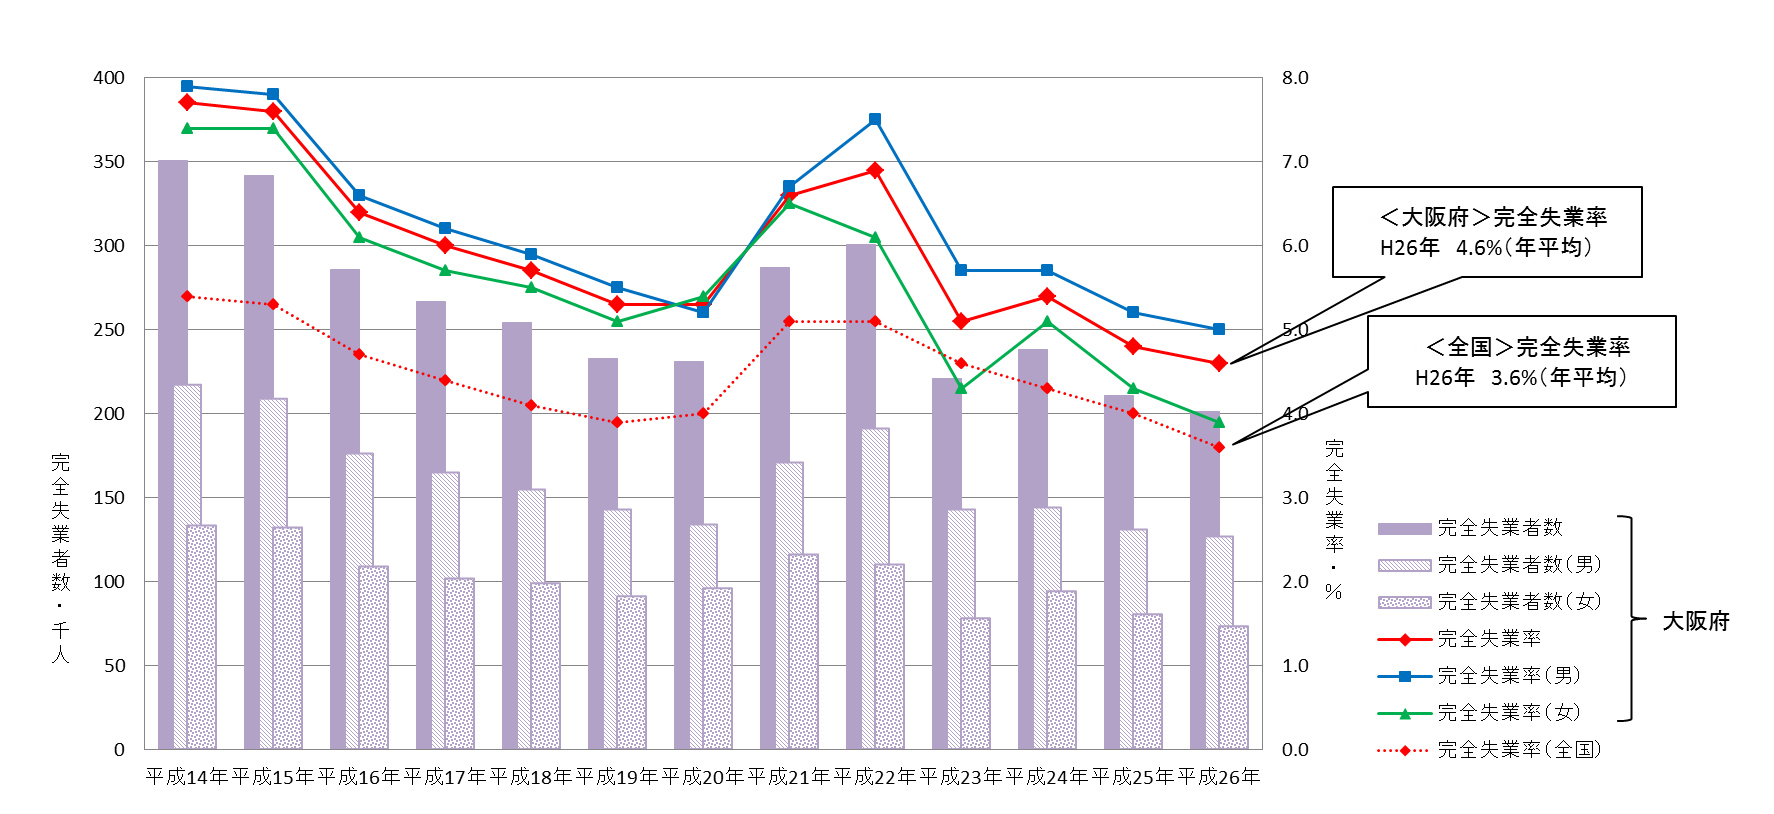 400
350
300
250
200
150
100
50
0
完全失業者数・千人
8.0
7.0
6.0
5.0
4.0
3.0
2.0
1.0
0.0
完全失業率・%
平成14年
平成15年
平成16年
平成17年
平成18年
平成19年
平成20年
平成21年
平成22年
平成23年
平成24年
平成25年
平成26年
＜大阪府＞完全失業率
H26年 4.6%（年平均）
＜全国＞完全失業率
H26年 3.6%（年平均）
完全失業者数
完全失業者数（男）
完全失業者数（女）
完全失業率
完全失業率（男）
完全失業率（女）
完全失業率（全国）
大阪府